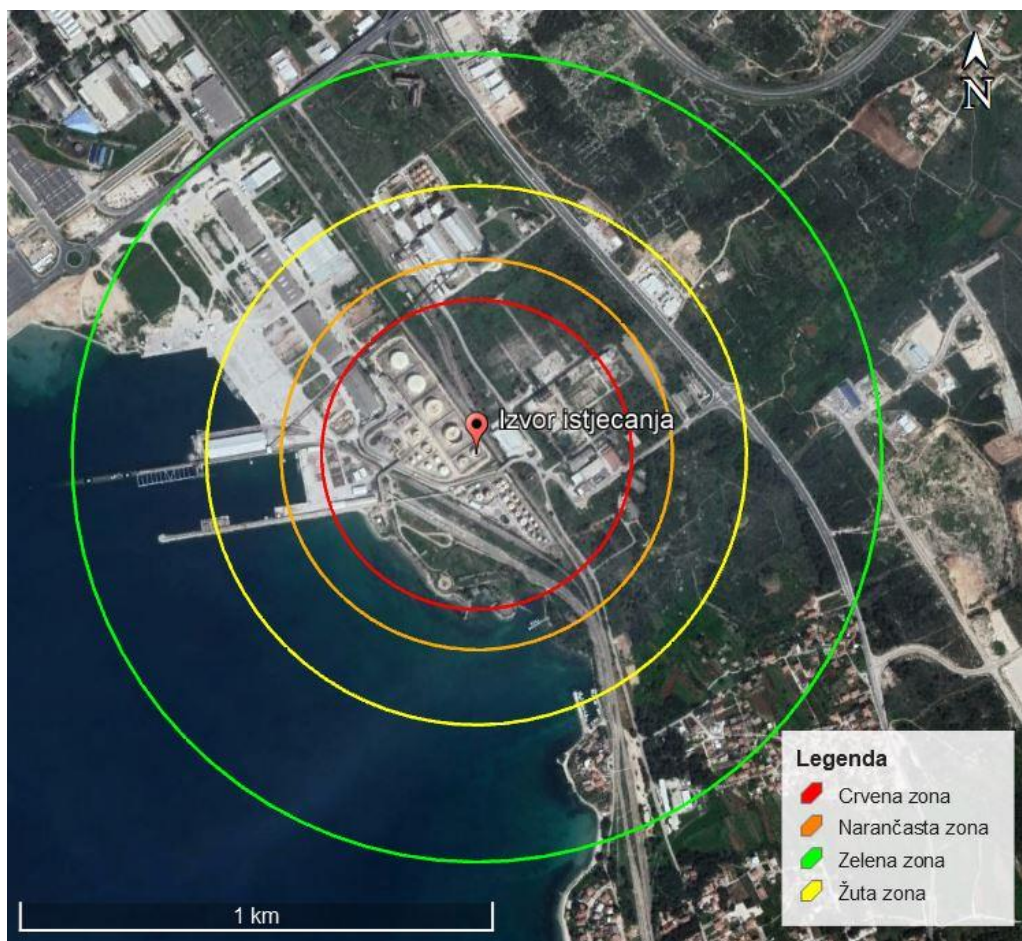 N
Izvor istjecanja
Legenda
Crvena zona
Narančasta zona
Zelena zona
Žuta zona
1 km